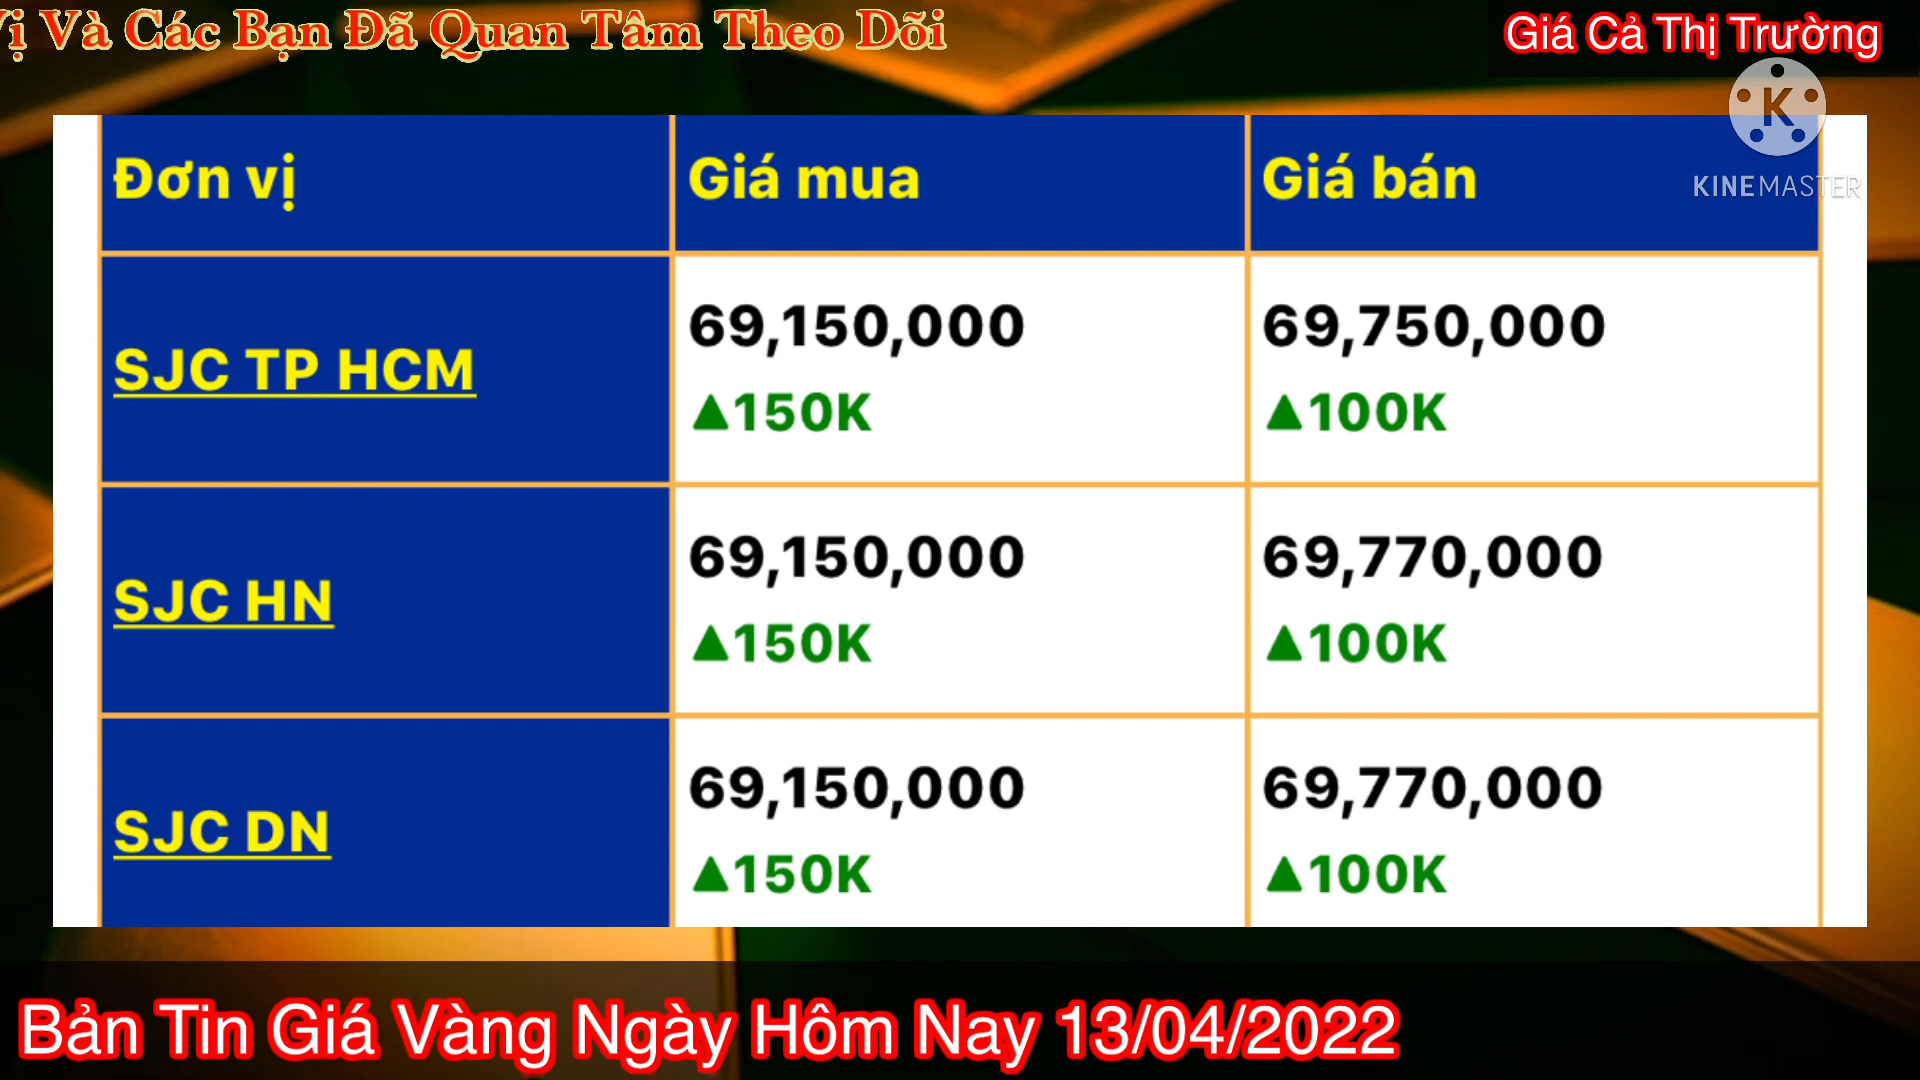 Vị Và Các Bạn Đã Quan Tâm Theo Dõi
Giá Cả Thị Trường
K
KINEMASTER
Đơn vị Giá mua Giá bán
SJC TP HCM 69,150,000 69,750,000
▲150K ▲100K
SJC HN 69,150,000 69,770,000
▲150K ▲100K
SJC DN 69,150,000 69,770,000
▲150K ▲100K
Bản Tin Giá Vàng Ngày Hôm Nay 13/04/2022